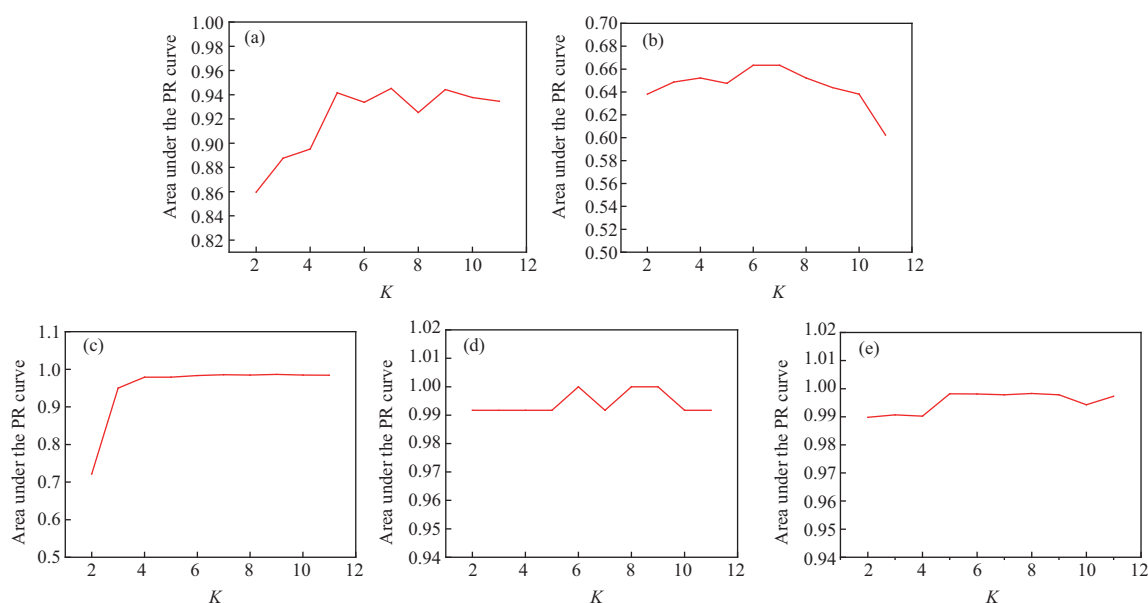 (a)
Area under the PR curve
1.00
0.98
0.96
0.94
0.92
0.90
0.88
0.86
0.84
0.82
2 4 6 8 10 12
K
(b)
Area under the PR curve
0.70
0.68
0.66
0.64
0.62
0.60
0.58
0.56
0.54
0.52
0.50
2 4 6 8 10 12
K
(c)
Area under the PR curve
1.1
1.0
0.9
0.8
0.7
0.6
0.5
2 4 6 8 10 12
K
(d)
Area under the PR curve
1.02
1.01
1.00
0.99
0.98
0.97
0.96
0.95
0.94
2 4 6 8 10 12
K
(e)
Area under the PR curve
1.02
1.01
1.00
0.99
0.98
0.97
0.96
0.95
0.94
2 4 6 8 10 12
K